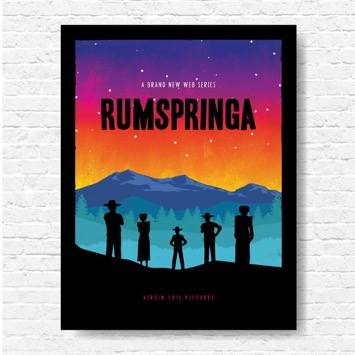 A BRAND NEW WEB SERIES
RUMSPRINGA
VIRGIN SOIL PICTURES